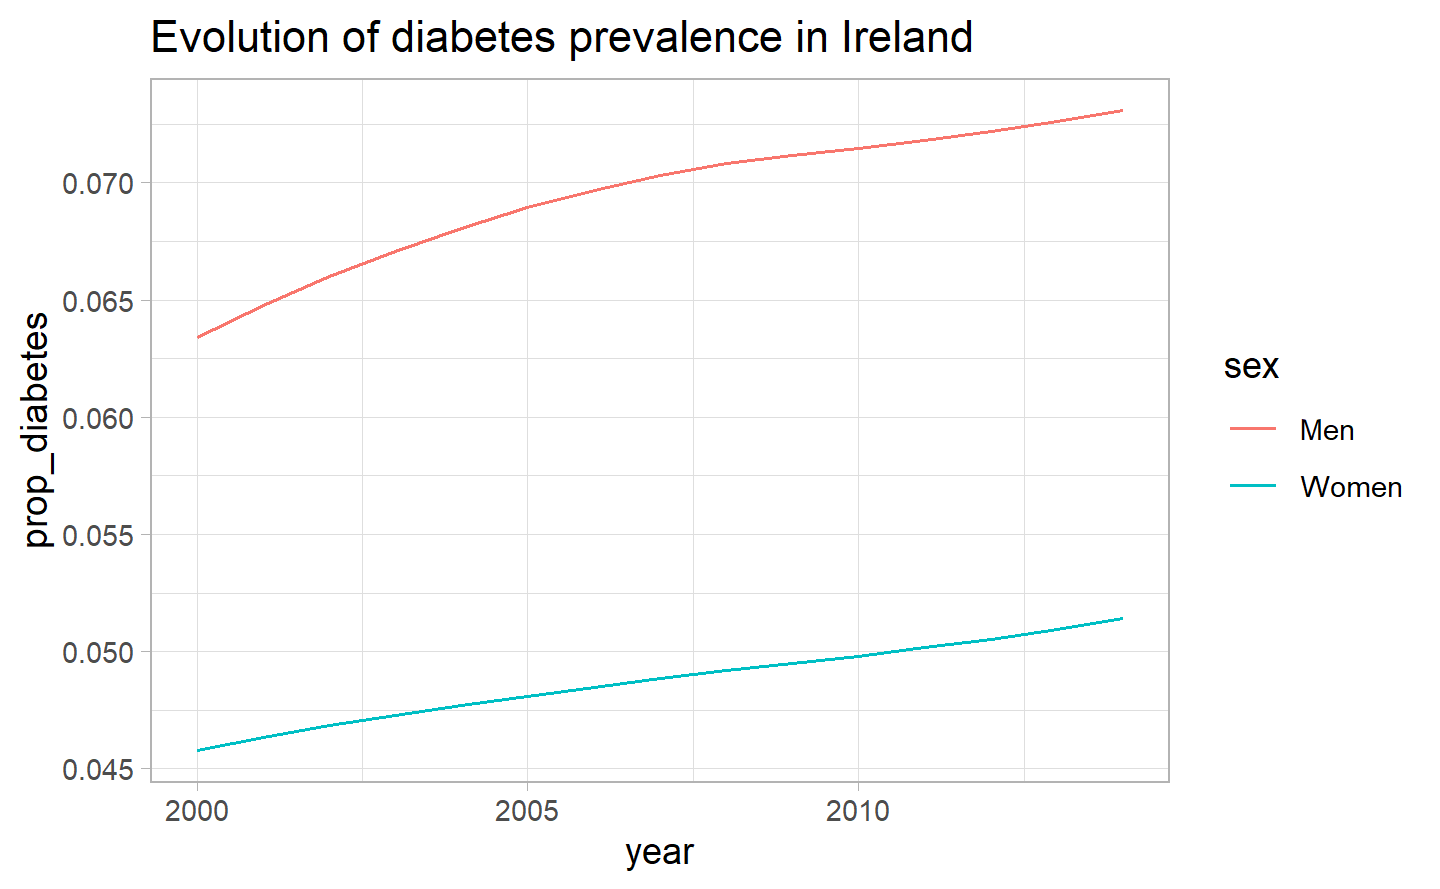 Evolution of diabetes prevalence in Ireland
prop_diabetes
0.070
0.065
0.060
0.055
0.050
0.045
2000 2005 2010
year
sex
Men
Women